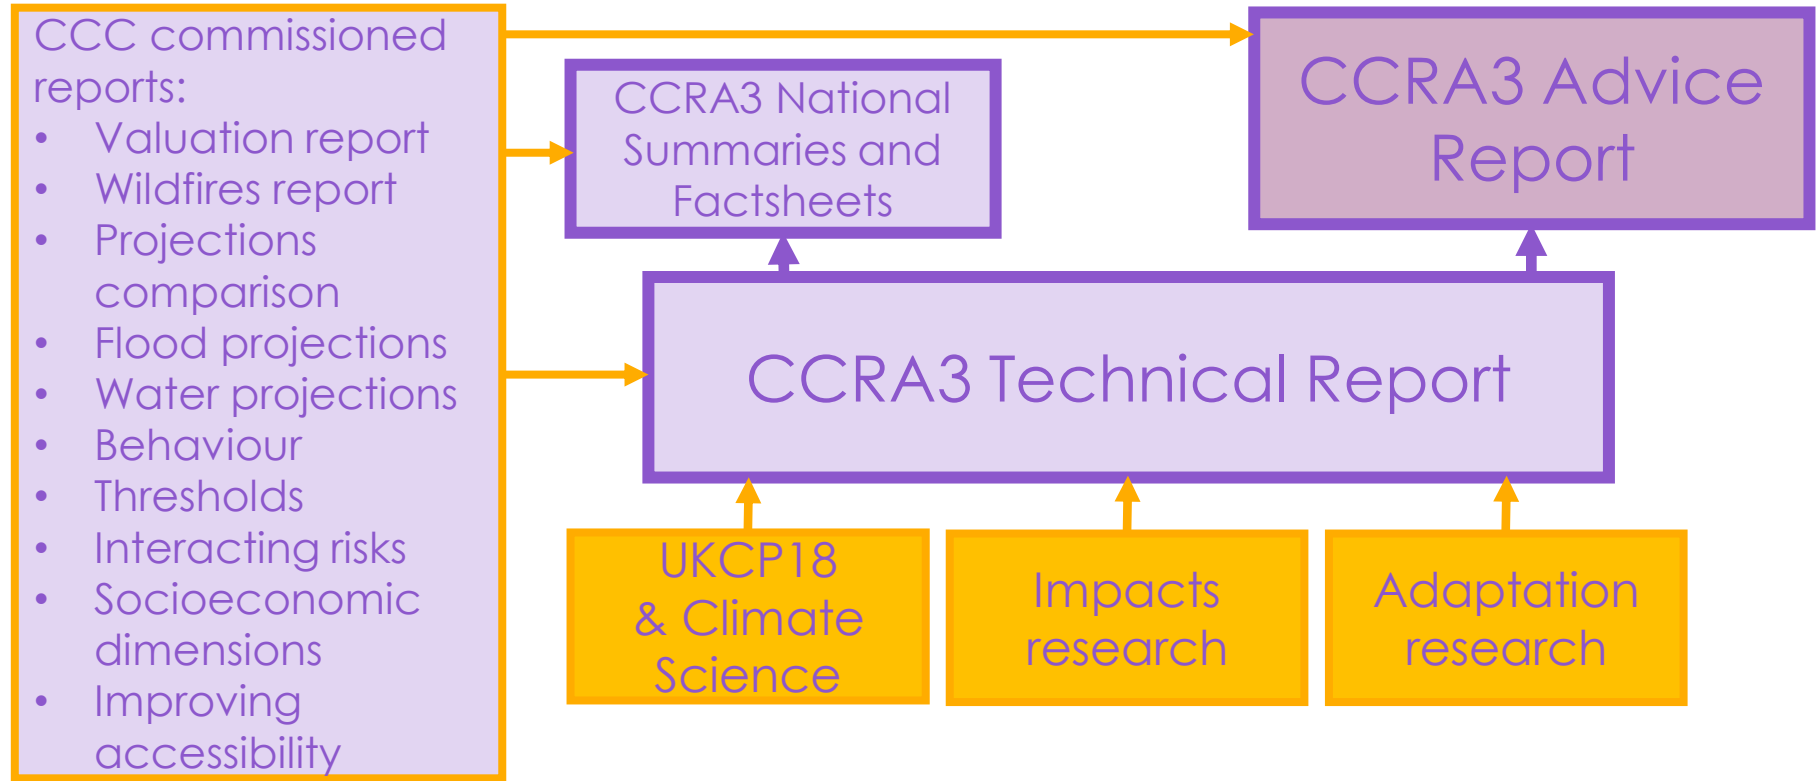 CCC commissioned
reports:
• Valuation report
• Wildfires report
• Projections
comparison
• Flood projections
• Water projections
• Behaviour
• Thresholds
• Interacting risks
• Socioeconomic
dimensions
• Improving
accessibility
CCRA3 National
Summaries and
Factsheets
CCRA3 Advice
Report
CCRA3 Technical Report
UKCP18
& Climate
Science
Impacts
research
Adaptation
research